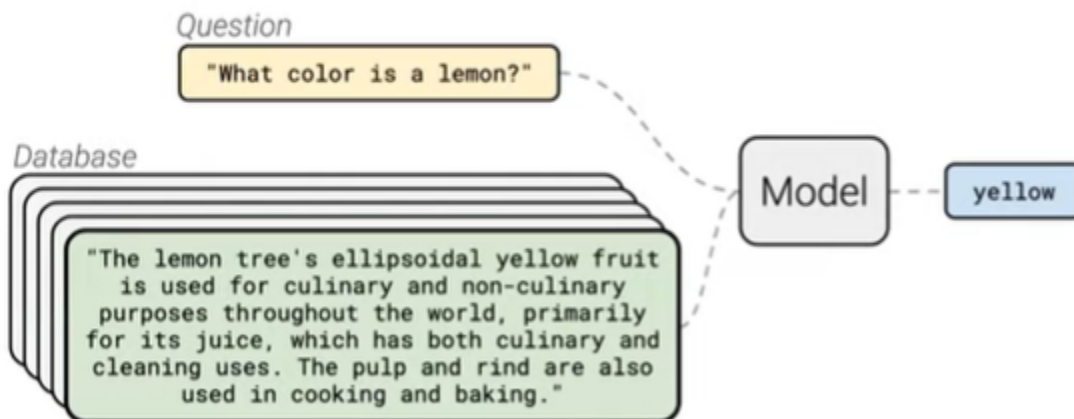 Question
"What color is a lemon?"
Database
"The lemon tree's ellipsoidal yellow fruit
is used for culinary and non-culinary
purposes throughout the world, primarily
for its juice, which has both culinary and
cleaning uses. The pulp and rind are also
used in cooking and baking."
Model
yellow